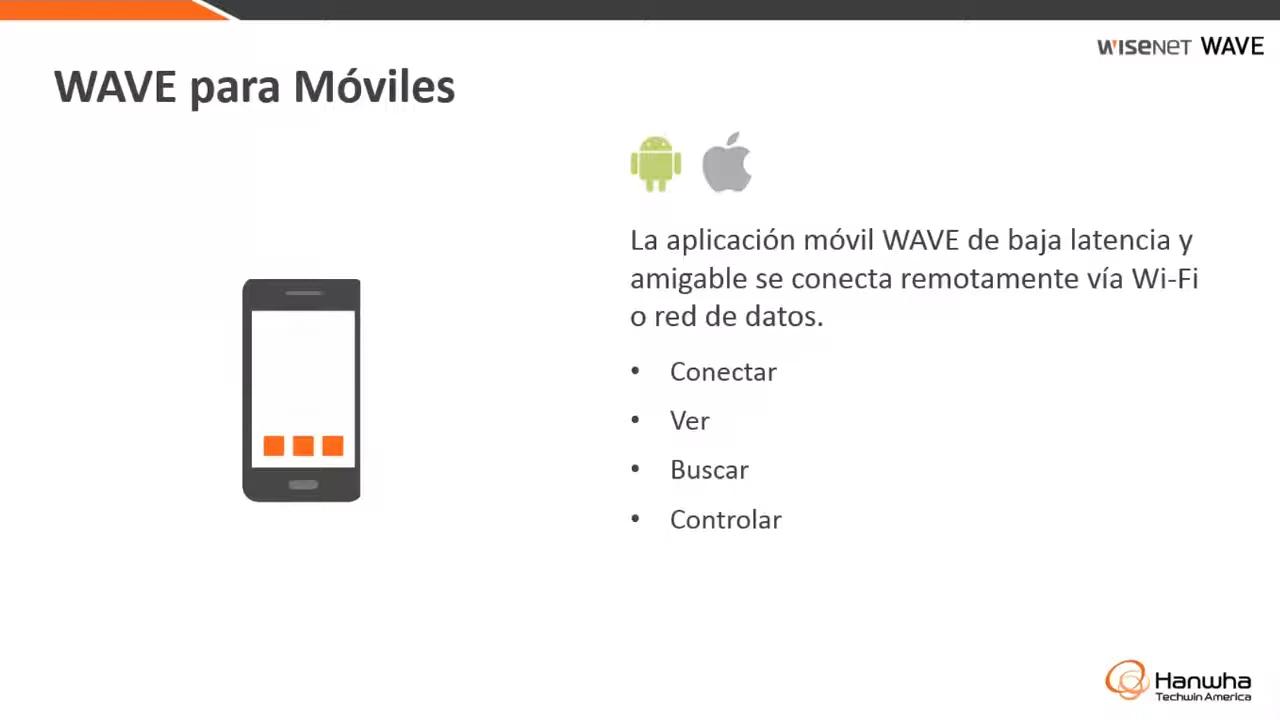 WISENET WAVE
WAVE para Móviles
La aplicación móvil WAVE de baja latencia y
amigable se conecta remotamente vía Wi-Fi
o red de datos.
• Conectar
• Ver
• Buscar
• Controlar
Hanwha
Techwin America